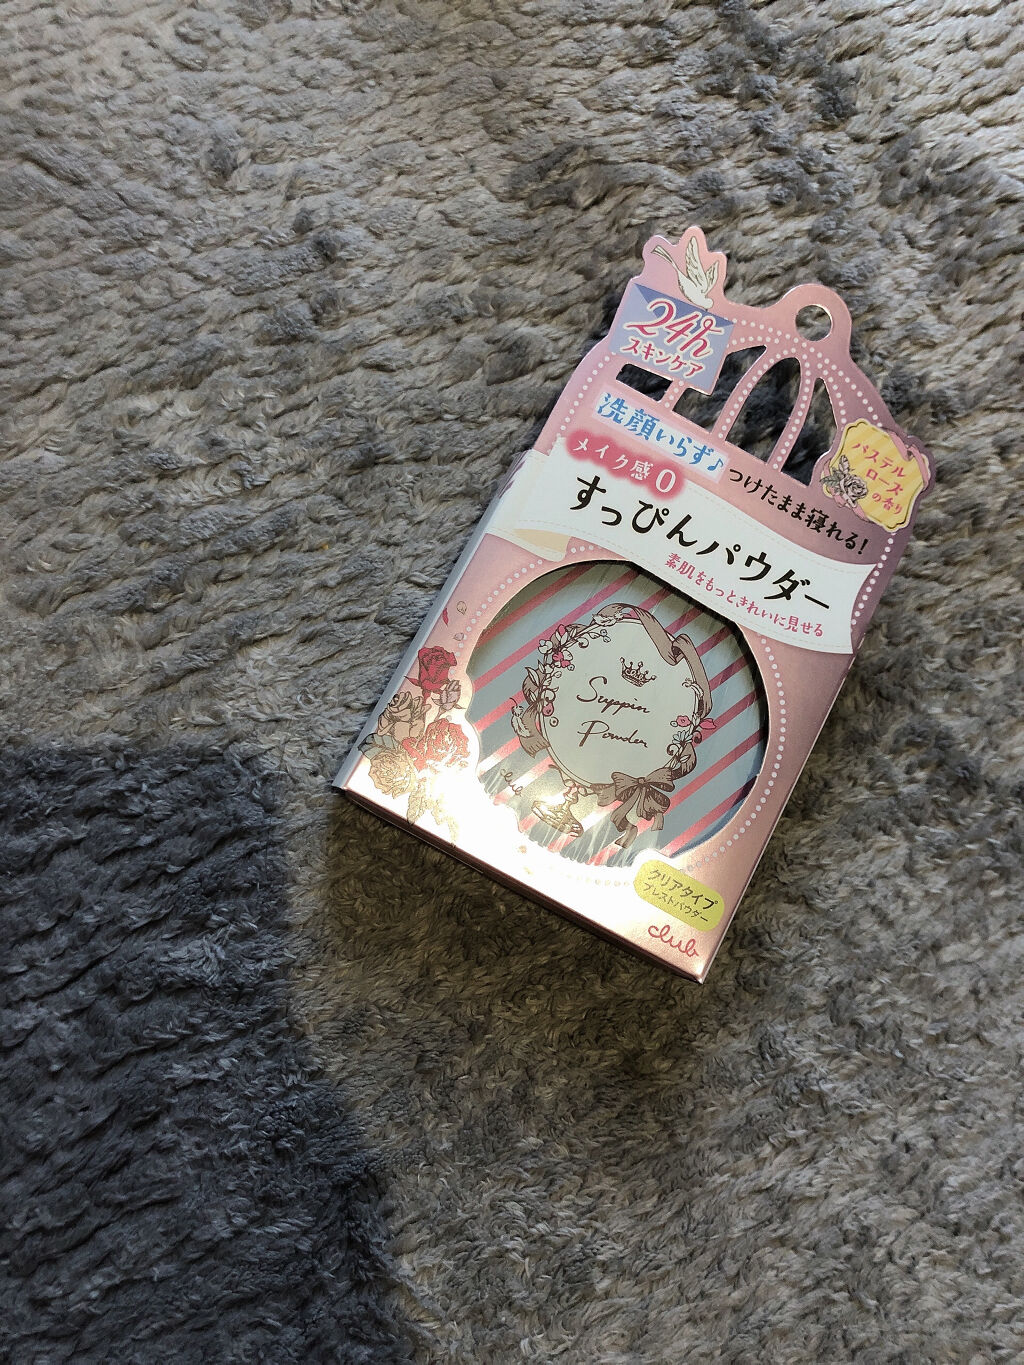 24h
スキンケア
洗顔いらず♪
つけたまま寝れる!
パステル
ローズ
の香り
メイク感0
すっぴんパウダー
素肌をもっと、きれいに見せる
Suppin
Powder
クリアタイプ
プレストパウダー
club